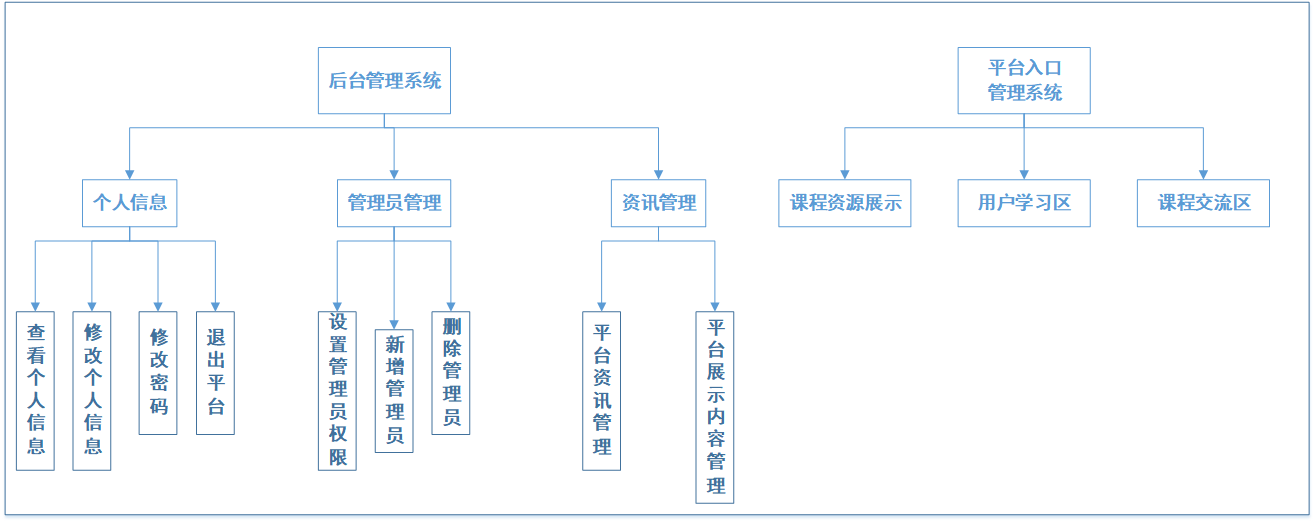 后台管理系统
平台入口
管理系统
个人信息
管理员管理
资讯管理
课程资源展示
用户学习区
课程交流区
查看个人信息
修改个人信息
修改密码
退出平台
设置管理员权限
新增管理员
删除管理员
平台资讯管理
平台展示内容管理